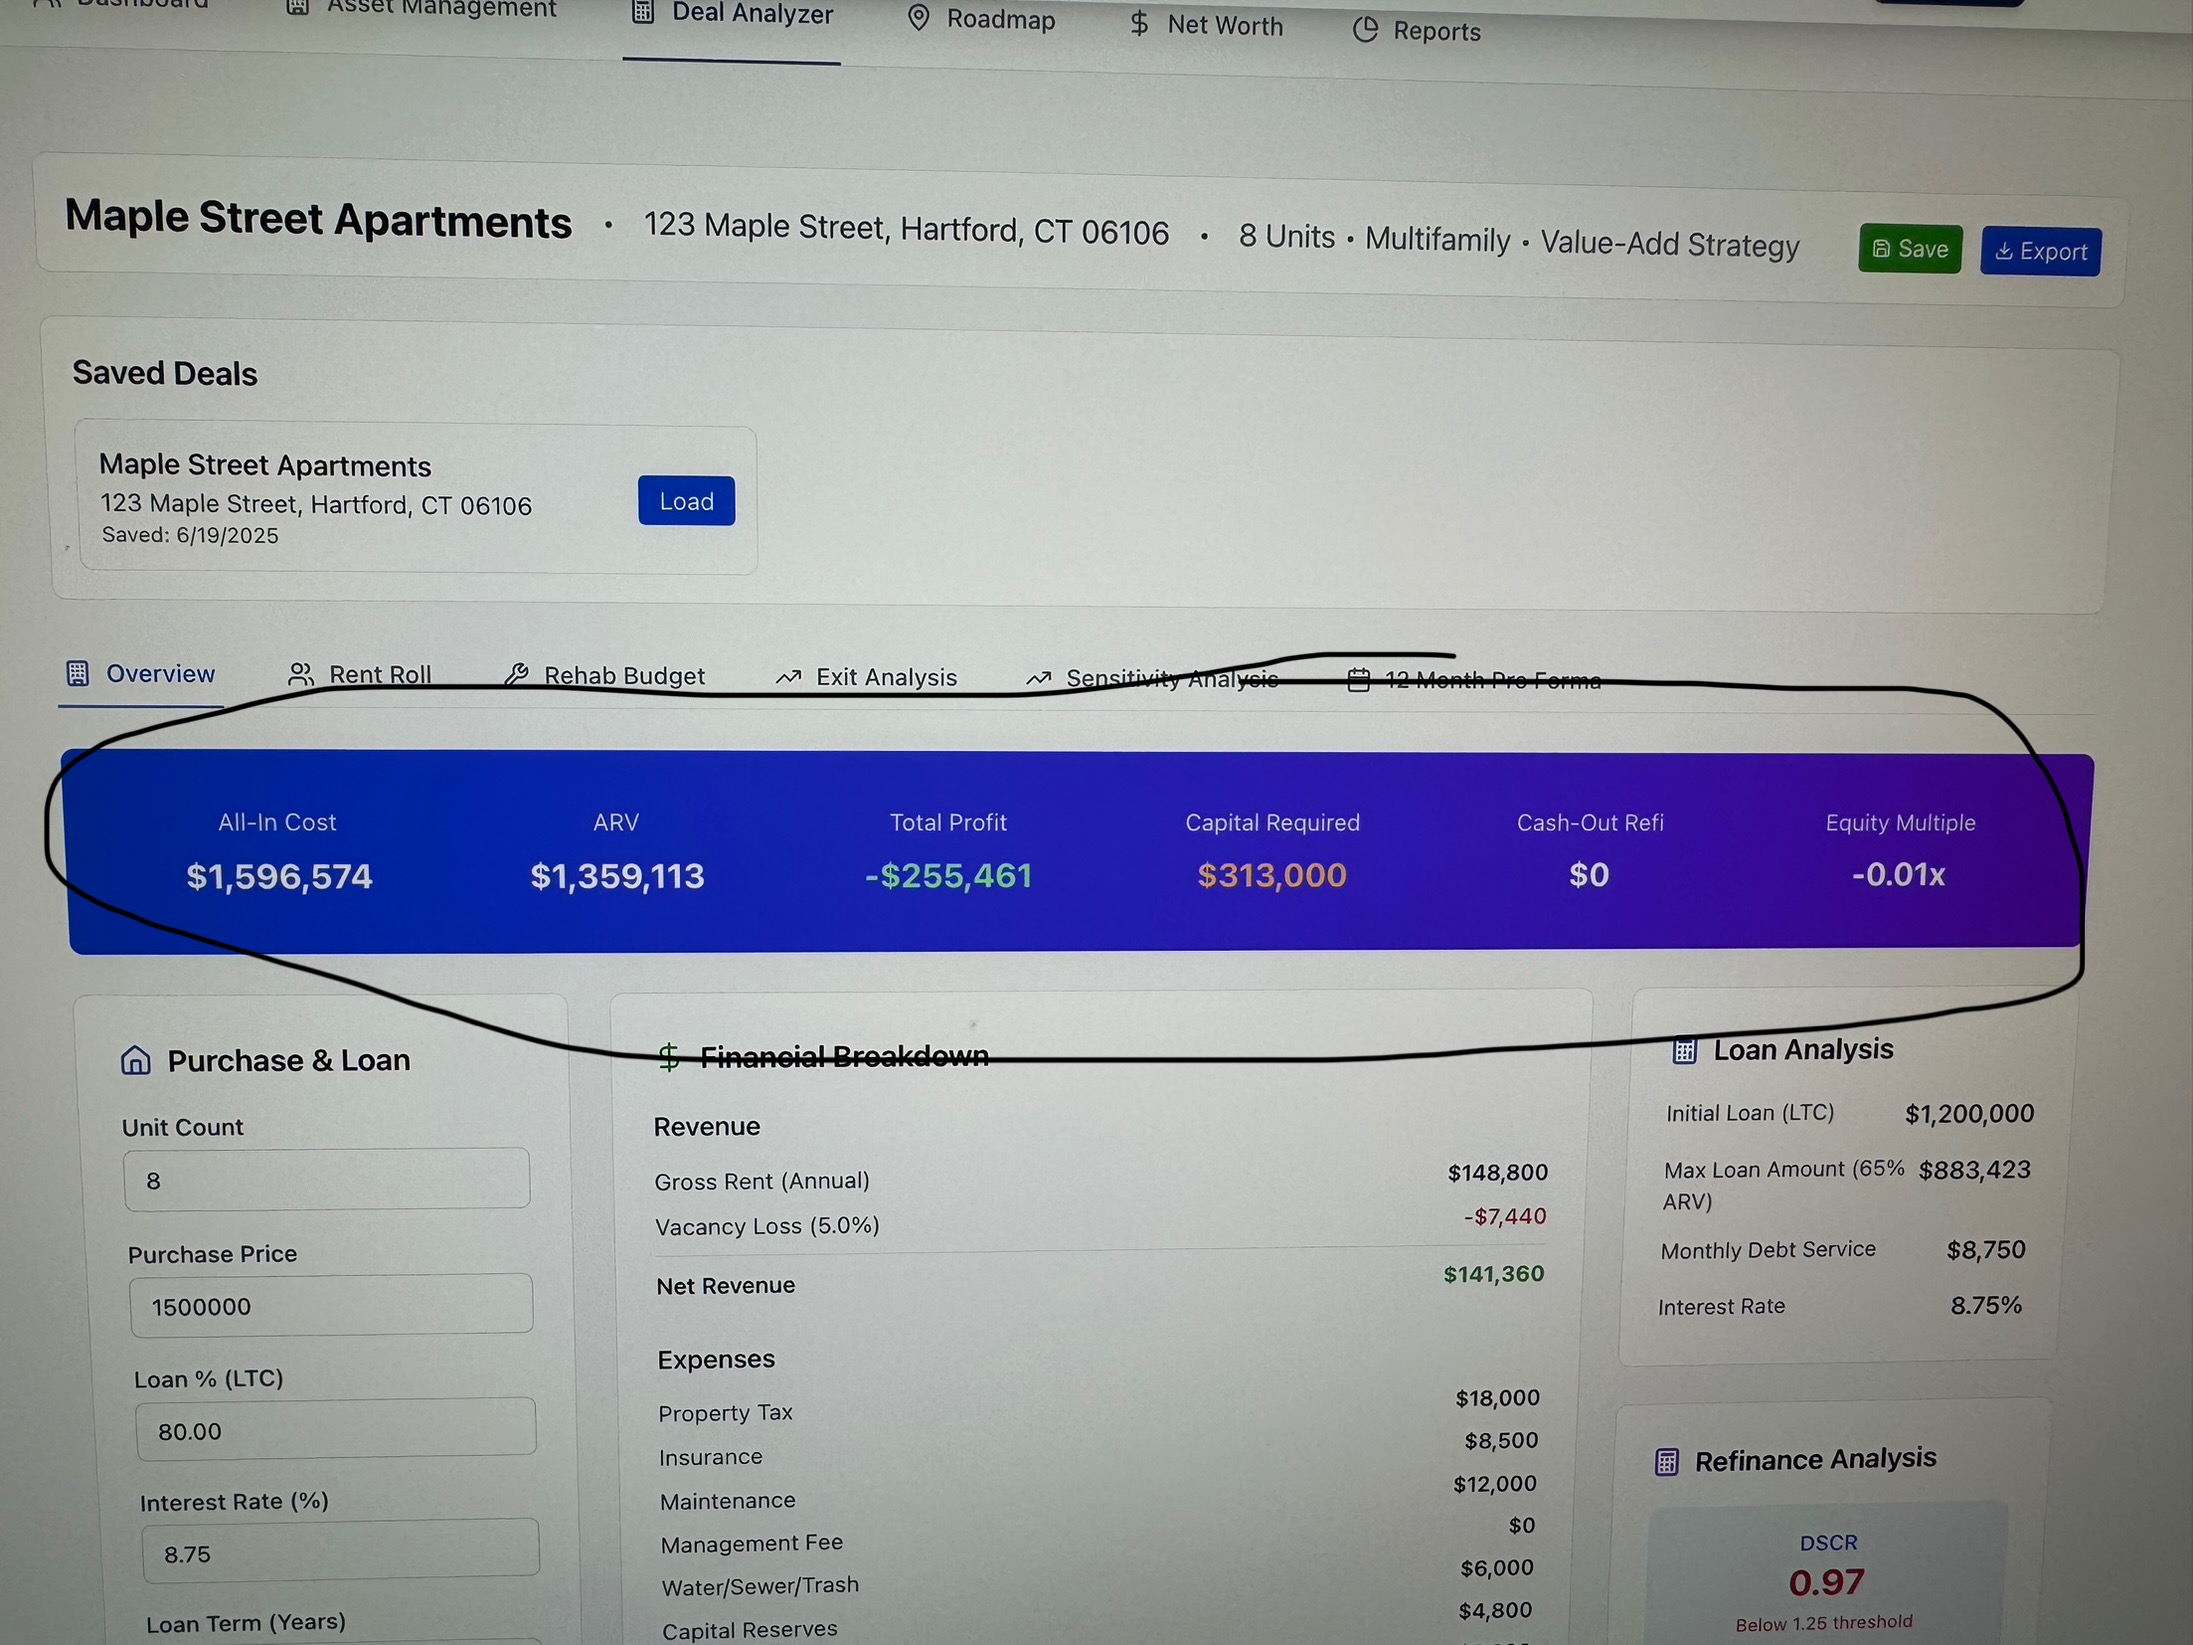 Dashboard
Asset Management
Deal Analyzer
Roadmap
$ Net Worth
Reports
Maple Street Apartments • 123 Maple Street, Hartford, CT 06106 • 8 Units • Multifamily • Value-Add Strategy
Save
Export
Saved Deals
Maple Street Apartments
123 Maple Street, Hartford, CT 06106
Saved: 6/19/2025
Load
Overview
Rent Roll
Rehab Budget
Exit Analysis
Sensitivity Analysis
12 Month Pro Forma
All-In Cost
$1,596,574
ARV
$1,359,113
Total Profit
-$255,461
Capital Required
$313,000
Cash-Out Refi
$0
Equity Multiple
-0.01x
Purchase & Loan
Unit Count
8
Purchase Price
1500000
Loan % (LTC)
80.00
Interest Rate (%)
8.75
Loan Term (Years)
$ Financial Breakdown
Revenue
Gross Rent (Annual) $148,800
Vacancy Loss (5.0%) -$7,440
Net Revenue $141,360
Expenses
Property Tax $18,000
Insurance $8,500
Maintenance $12,000
Management Fee $0
Water/Sewer/Trash $6,000
Capital Reserves $4,800
Loan Analysis
Initial Loan (LTC) $1,200,000
Max Loan Amount (65% $883,423
ARV)
Monthly Debt Service $8,750
Interest Rate 8.75%
Refinance Analysis
DSCR
0.97
Below 1.25 threshold